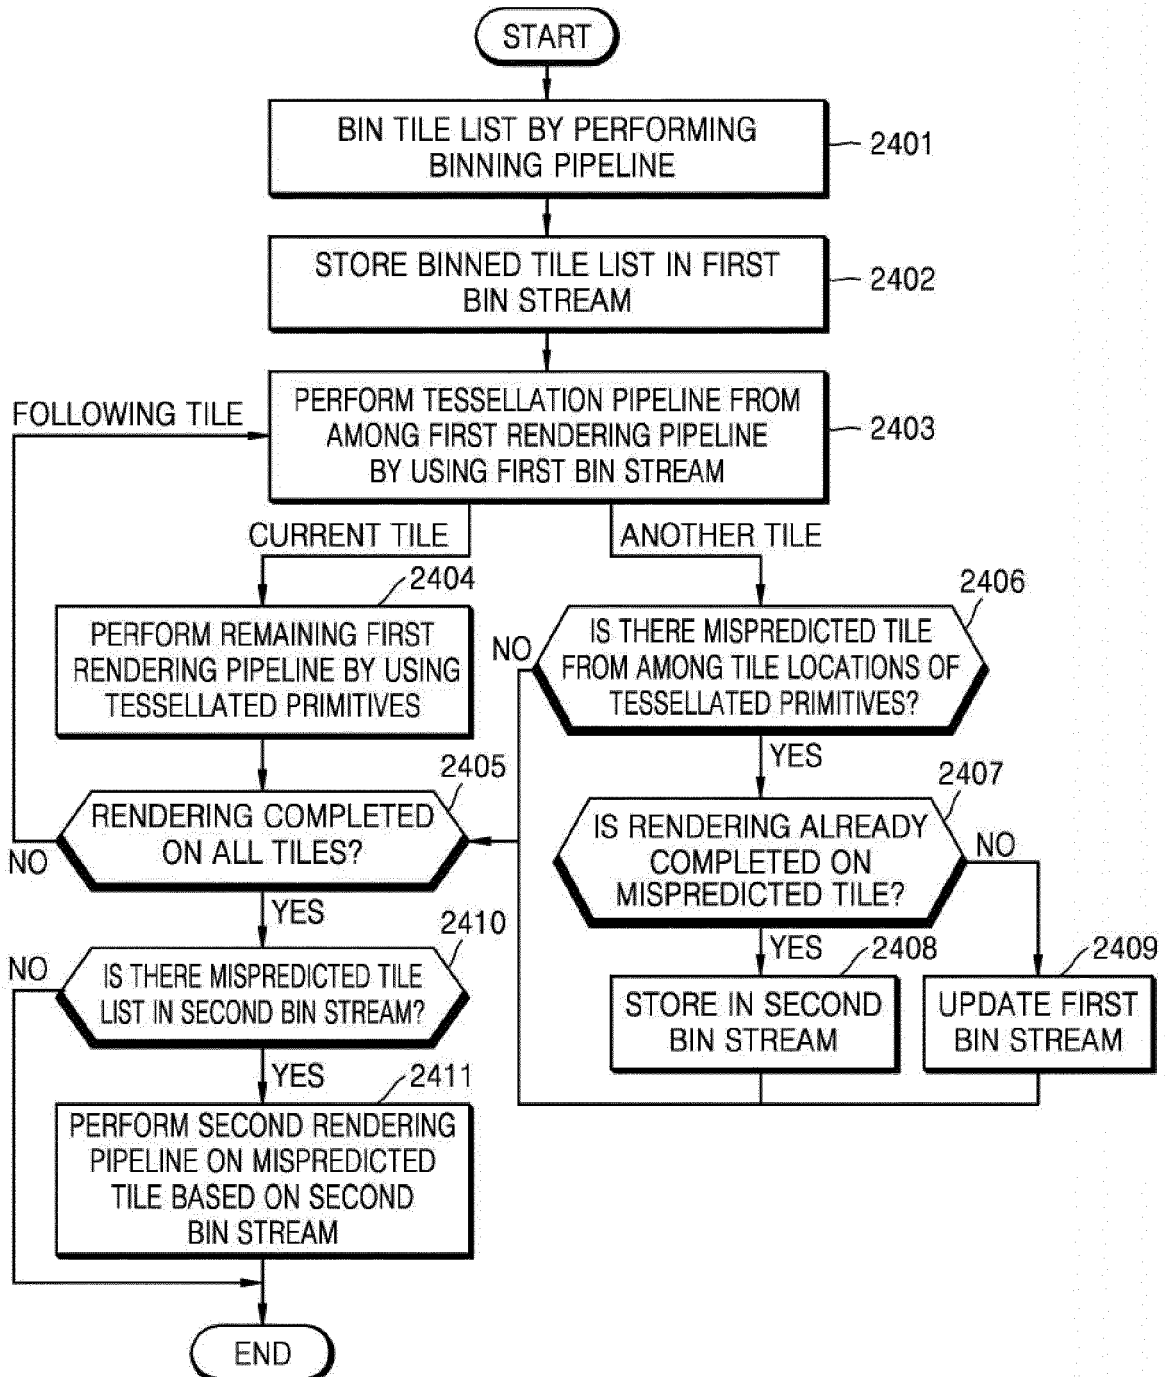 START
BIN TILE LIST BY PERFORMING
BINNING PIPELINE
2401
STORE BINNED TILE LIST IN FIRST
BIN STREAM
2402
FOLLOWING TILE
PERFORM TESSELLATION PIPELINE FROM
AMONG FIRST RENDERING PIPELINE
BY USING FIRST BIN STREAM
2403
CURRENT TILE
ANOTHER TILE
2404
PERFORM REMAINING FIRST
RENDERING PIPELINE BY USING
TESSELLATED PRIMITIVES
2406
NO
IS THERE MISPREDICTED TILE
FROM AMONG TILE LOCATIONS OF
TESSELLATED PRIMITIVES?
YES
2405
RENDERING COMPLETED
ON ALL TILES?
NO
YES
2407
IS RENDERING ALREADY
COMPLETED ON
MISPREDICTED TILE?
NO
YES
2408
STORE IN SECOND
BIN STREAM
2409
UPDATE FIRST
BIN STREAM
2410
NO
IS THERE MISPREDICTED TILE
LIST IN SECOND BIN STREAM?
YES
2411
PERFORM SECOND RENDERING
PIPELINE ON MISPREDICTED
TILE BASED ON SECOND
BIN STREAM
END